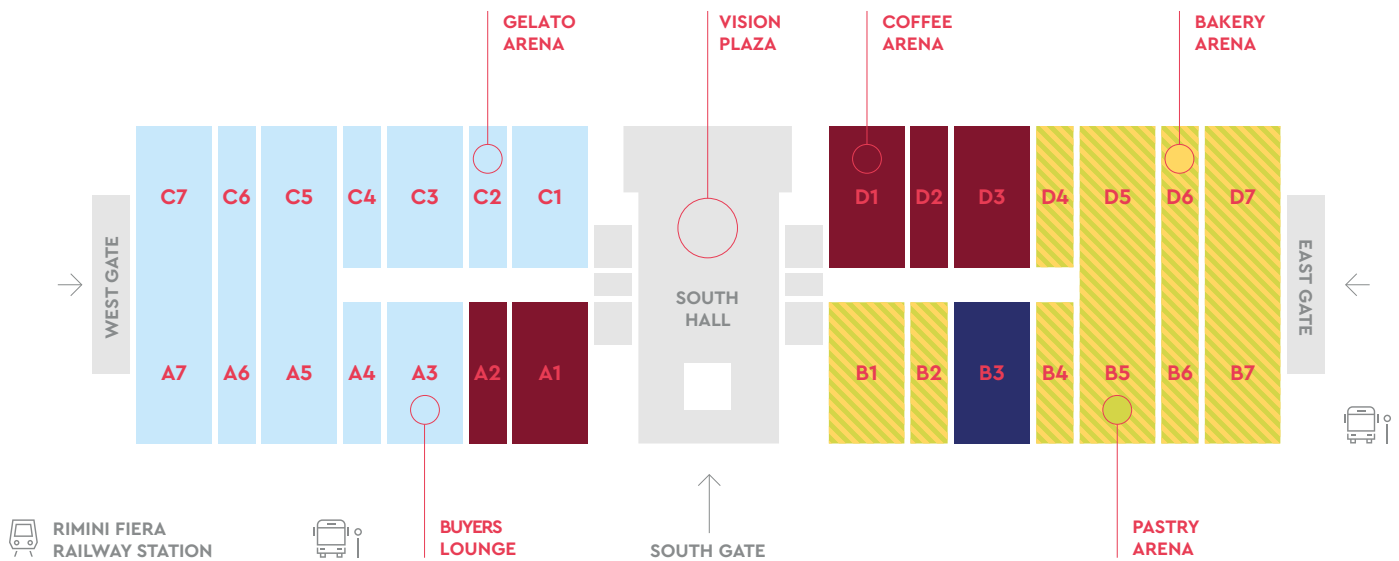 GELATO
ARENA
VISION
PLAZA
COFFEE
ARENA
BAKERY
ARENA
C7 C6 C5 C4 C3 C2 C1 D1 D2 D3 D4 D5 D6 D7
WEST GATE
SOUTH
HALL
EAST GATE
A7 A6 A5 A4 A3 A2 A1 B1 B2 B3 B4 B5 B6 B7
RIMINI FIERA
RAILWAY STATION
BUYERS
LOUNGE
SOUTH GATE
PASTRY
ARENA